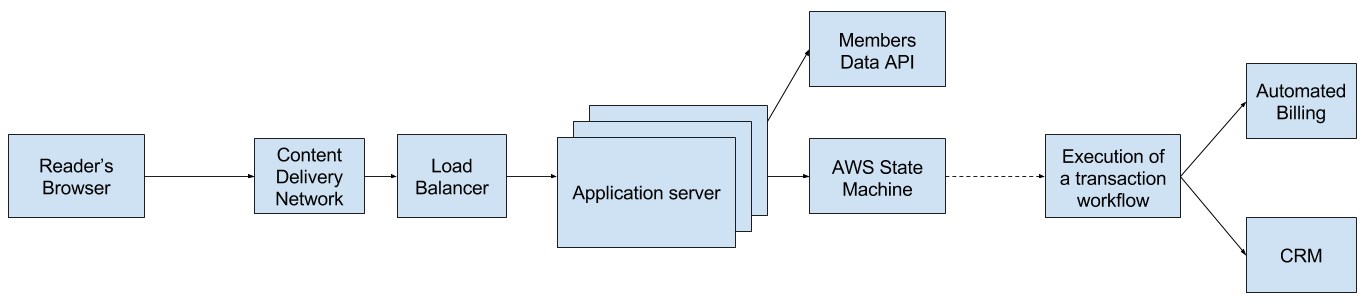 Reader’s
Browser
Content
Delivery
Network
Load
Balancer
Application server
Members
Data API
AWS State
Machine
Execution of
a transaction
workflow
Automated
Billing
CRM